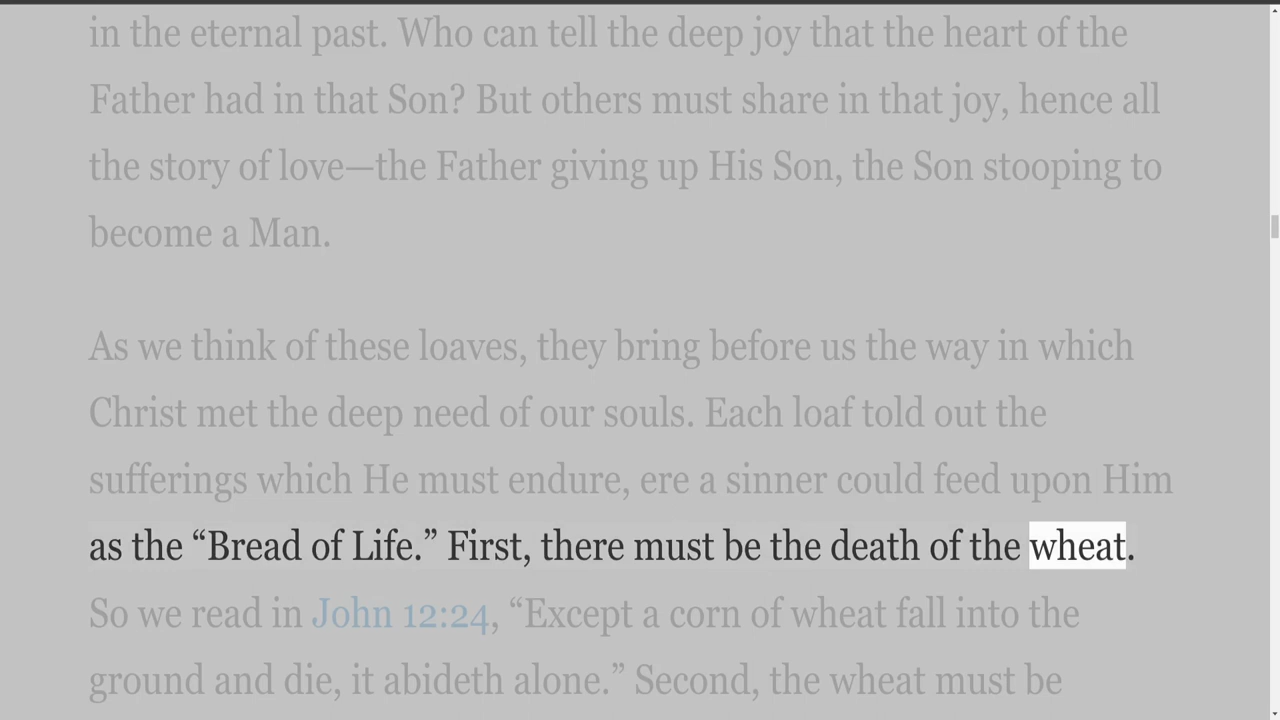 in the eternal past. Who can tell the deep joy that the heart of the
Father had in that Son? But others must share in that joy, hence all
the story of love—the Father giving up His Son, the Son stooping to
become a Man.
As we think of these loaves, they bring before us the way in which
Christ met the deep need of our souls. Each loaf told out the
sufferings which He must endure, ere a sinner could feed upon Him
as the “Bread of Life.” First, there must be the death of the wheat.
So we read in John 12:24, “Except a corn of wheat fall into the
ground and die, it abideth alone.” Second, the wheat must be